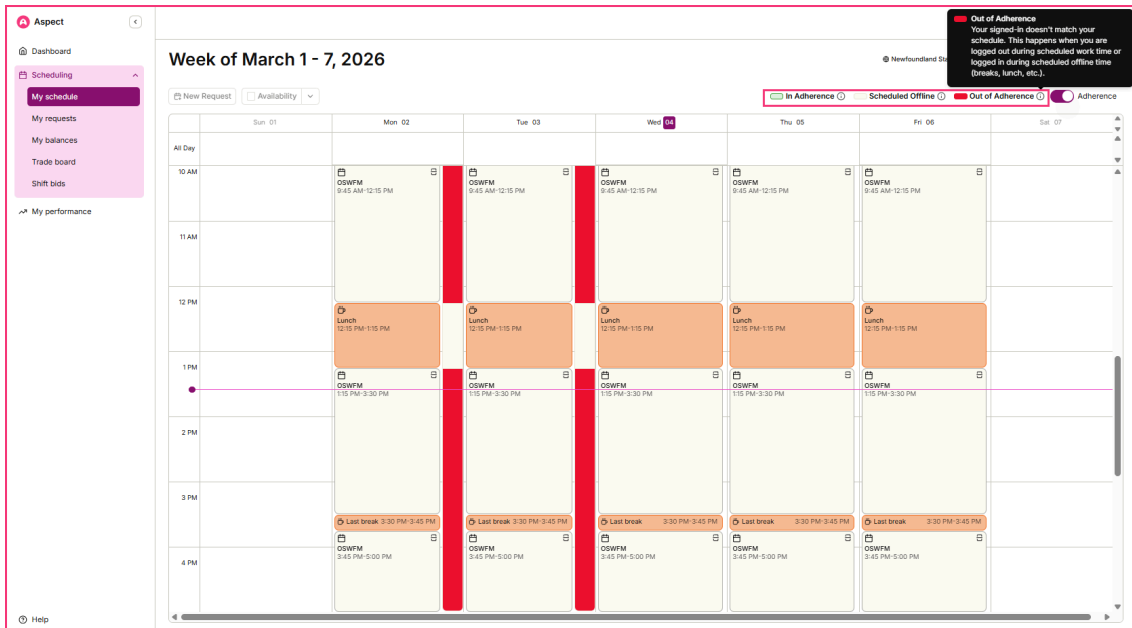 Aspect
Dashboard
Scheduling
My schedule
My requests
My balances
Trade board
Shift bids
My performance
Help
Week of March 1 - 7, 2026
Newfoundland
Out of Adherence
Your signed-in doesn't match your
schedule. This happens when you are
logged out during scheduled work time or
logged in during scheduled offline time
(breaks, lunch, etc.).
New Request
Availability
In Adherence
Scheduled Offline
Out of Adherence
Adherence
Sun 01
Mon 02
Tue 03
Wed 04
Thu 05
Fri 06
Sat 07
All Day
10 AM
OSWFM
9:45 AM-12:15 PM
OSWFM
9:45 AM-12:15 PM
OSWFM
9:45 AM-12:15 PM
OSWFM
9:45 AM-12:15 PM
OSWFM
9:45 AM-12:15 PM
11 AM
12 PM
Lunch
12:15 PM-1:15 PM
Lunch
12:15 PM-1:15 PM
Lunch
12:15 PM-1:15 PM
Lunch
12:15 PM-1:15 PM
Lunch
12:15 PM-1:15 PM
1 PM
OSWFM
1:15 PM-3:30 PM
OSWFM
1:15 PM-3:30 PM
OSWFM
1:15 PM-3:30 PM
OSWFM
1:15 PM-3:30 PM
OSWFM
1:15 PM-3:30 PM
2 PM
3 PM
Last break 3:30 PM-3:45 PM
Last break 3:30 PM-3:45 PM
Last break 3:30 PM-3:45 PM
Last break 3:30 PM-3:45 PM
Last break 3:30 PM-3:45 PM
OSWFM
3:45 PM-5:00 PM
OSWFM
3:45 PM-5:00 PM
OSWFM
3:45 PM-5:00 PM
OSWFM
3:45 PM-5:00 PM
OSWFM
3:45 PM-5:00 PM
4 PM